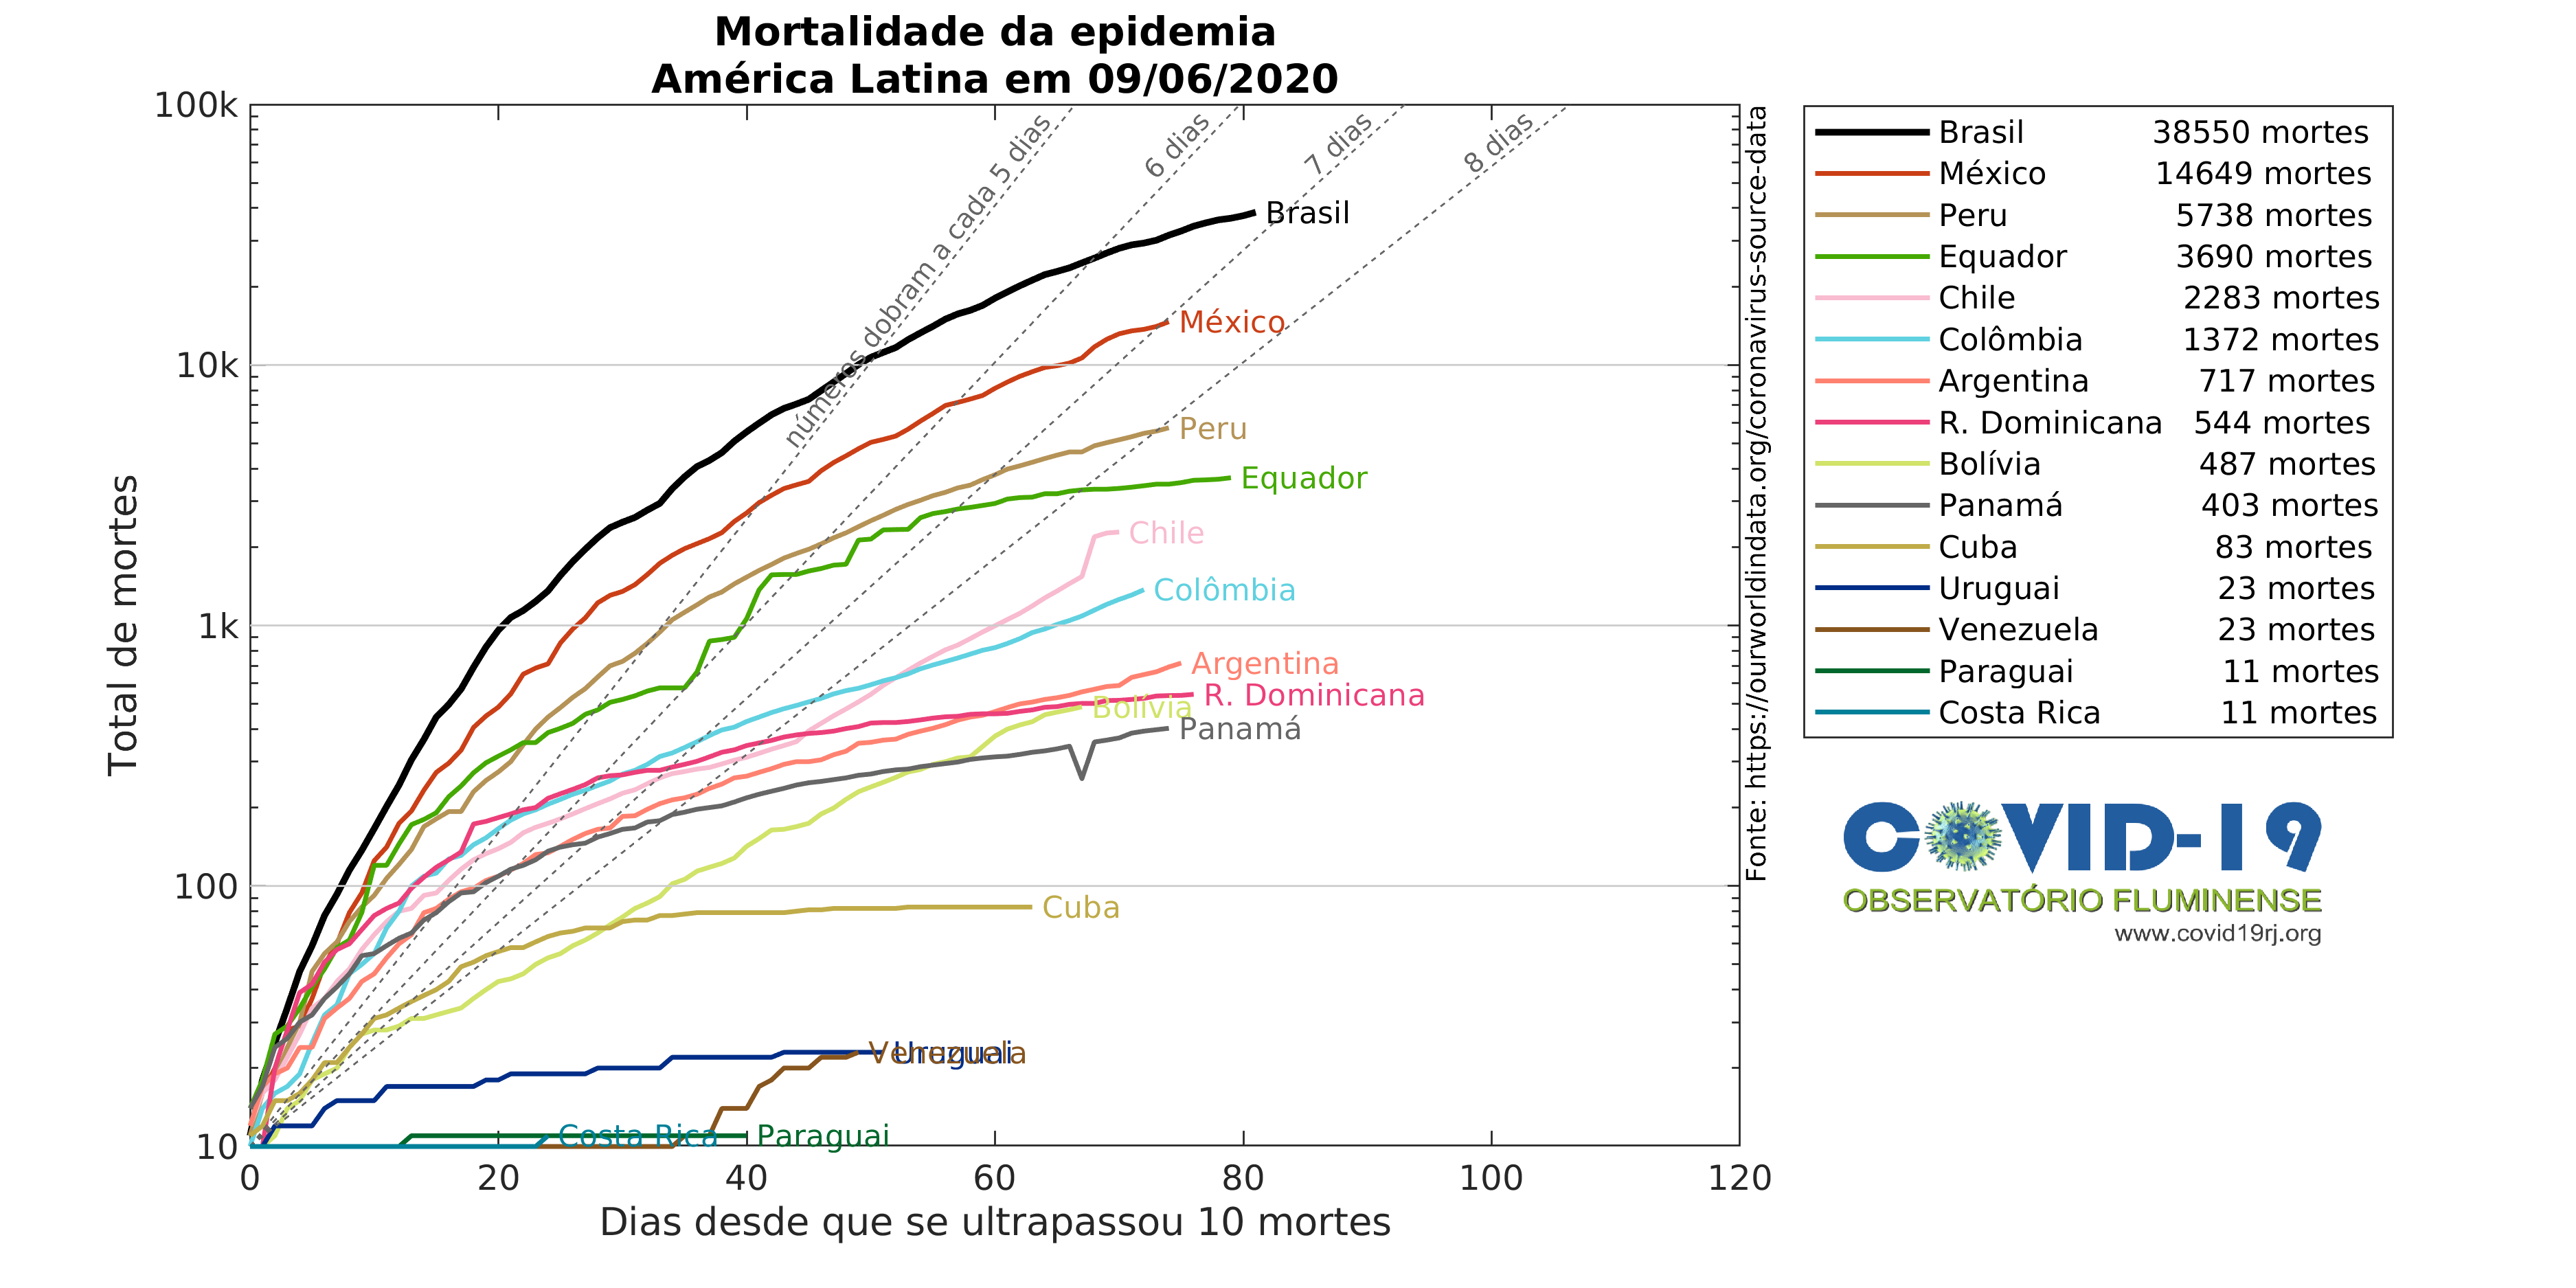 Mortalidade da epidemia
América Latina em 09/06/2020
100k
10k
1k
100
10
Total de mortes
0 20 40 60 80 100 120
Dias desde que se ultrapassou 10 mortes
números dobram a cada 5 dias
6 dias
7 dias
8 dias
Brasil
México
Peru
Equador
Chile
Colômbia
Argentina
R. Dominicana
Bolívia
Panamá
Cuba
Venezuela
Uruguai
Costa Rica
Paraguai
Fonte: https://ourworldindata.org/coronavirus-source-data
Brasil 38550 mortes
México 14649 mortes
Peru 5738 mortes
Equador 3690 mortes
Chile 2283 mortes
Colômbia 1372 mortes
Argentina 717 mortes
R. Dominicana 544 mortes
Bolívia 487 mortes
Panamá 403 mortes
Cuba 83 mortes
Uruguai 23 mortes
Venezuela 23 mortes
Paraguai 11 mortes
Costa Rica 11 mortes
COVID-19
OBSERVATÓRIO FLUMINENSE
www.covid19rj.org